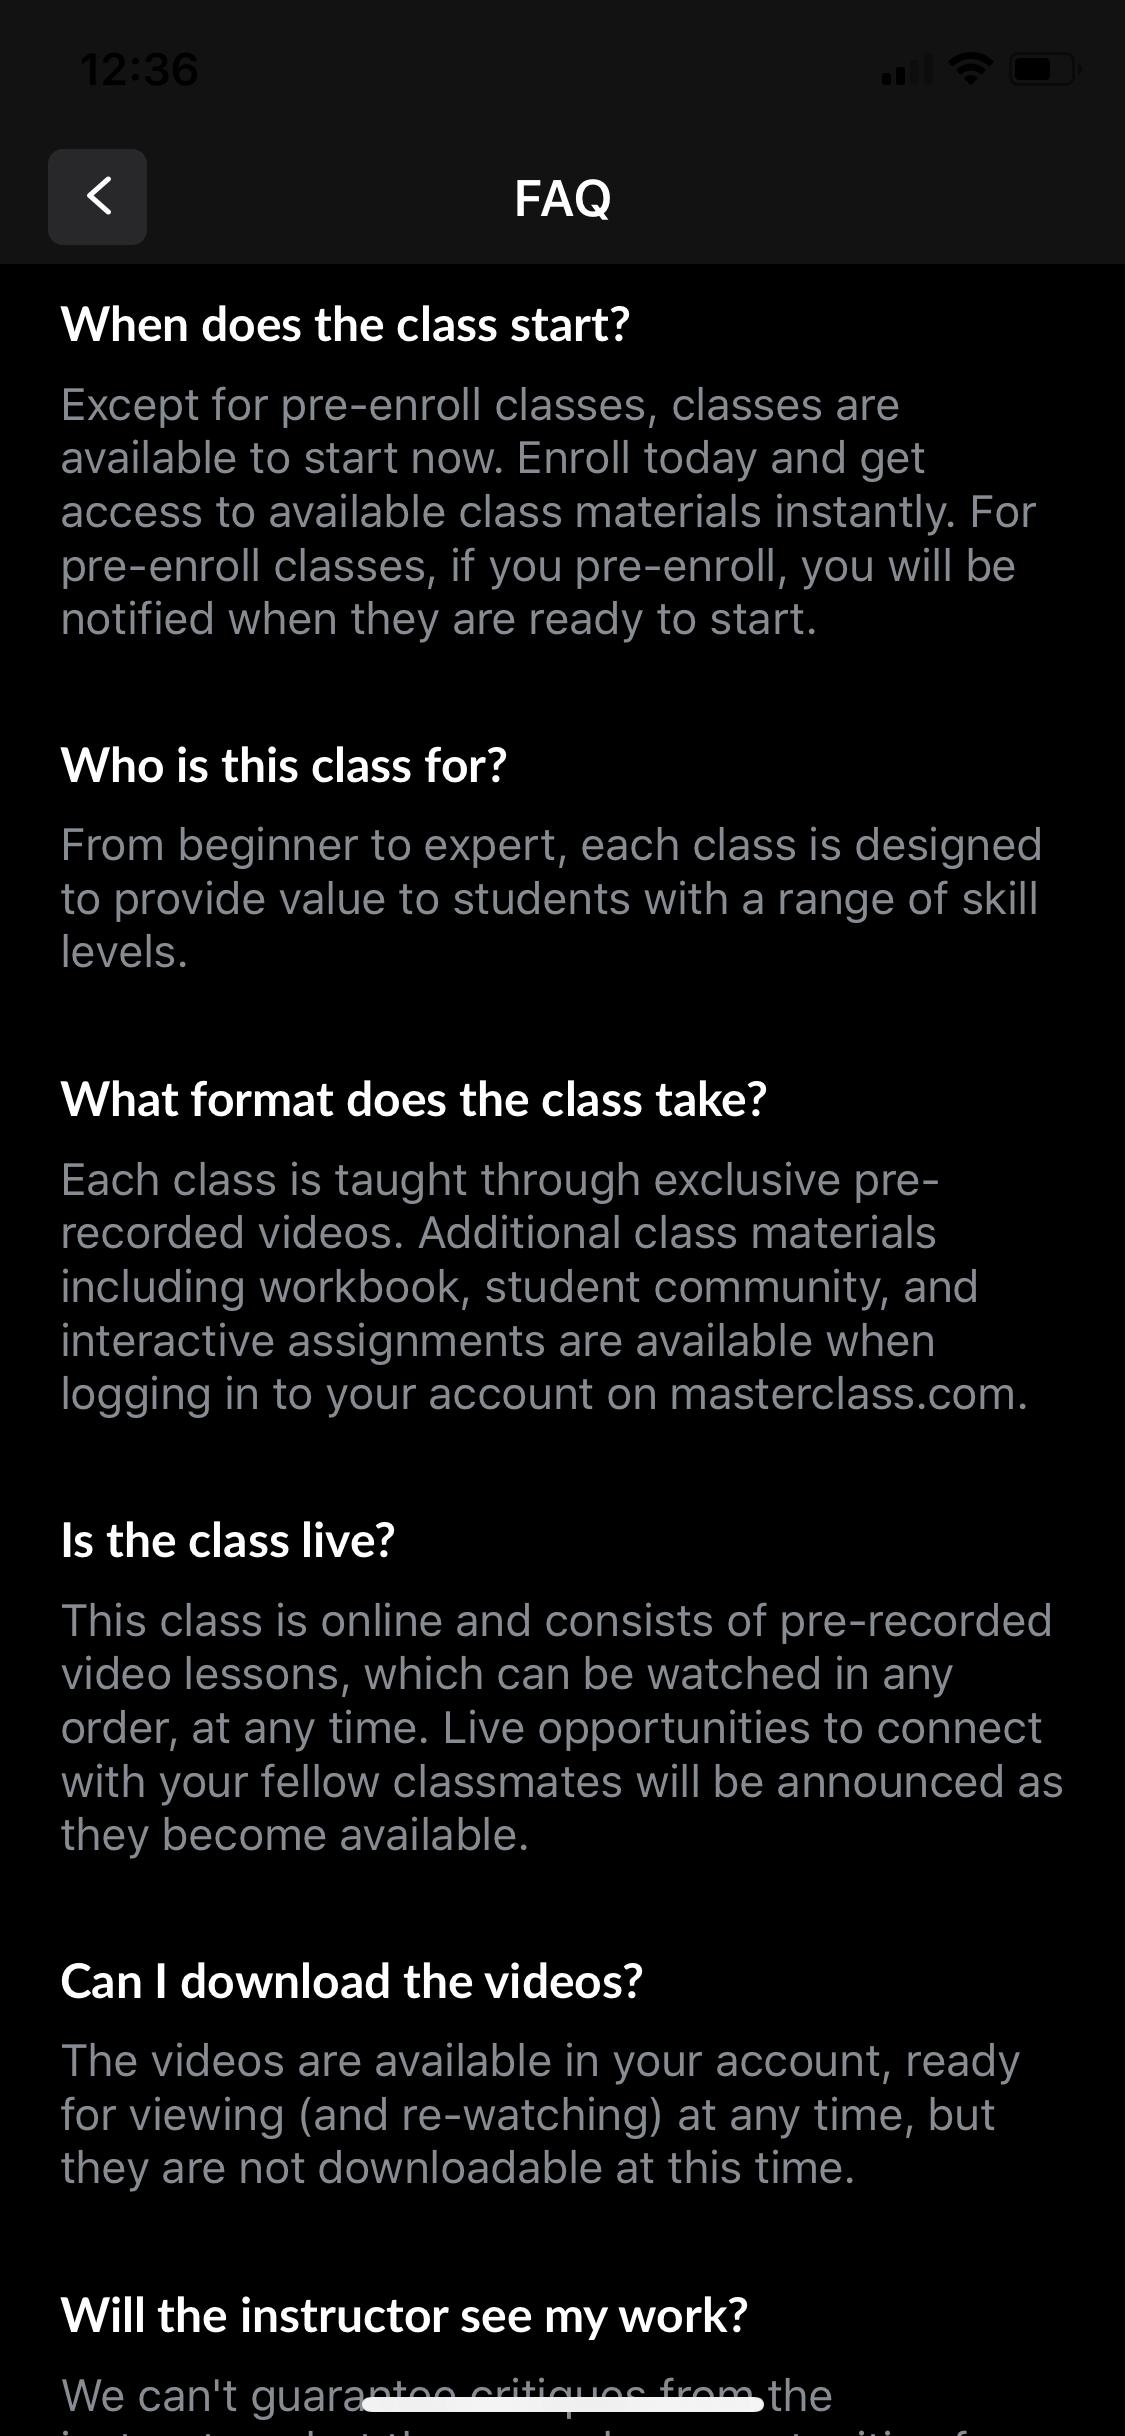 12:36
FAQ
When does the class start?
Except for pre-enroll classes, classes are
available to start now. Enroll today and get
access to available class materials instantly. For
pre-enroll classes, if you pre-enroll, you will be
notified when they are ready to start.
Who is this class for?
From beginner to expert, each class is designed
to provide value to students with a range of skill
levels.
What format does the class take?
Each class is taught through exclusive pre-
recorded videos. Additional class materials
including workbook, student community, and
interactive assignments are available when
logging in to your account on masterclass.com.
Is the class live?
This class is online and consists of pre-recorded
video lessons, which can be watched in any
order, at any time. Live opportunities to connect
with your fellow classmates will be announced as
they become available.
Can I download the videos?
The videos are available in your account, ready
for viewing (and re-watching) at any time, but
they are not downloadable at this time.
Will the instructor see my work?
We can't guarantee critiques from the